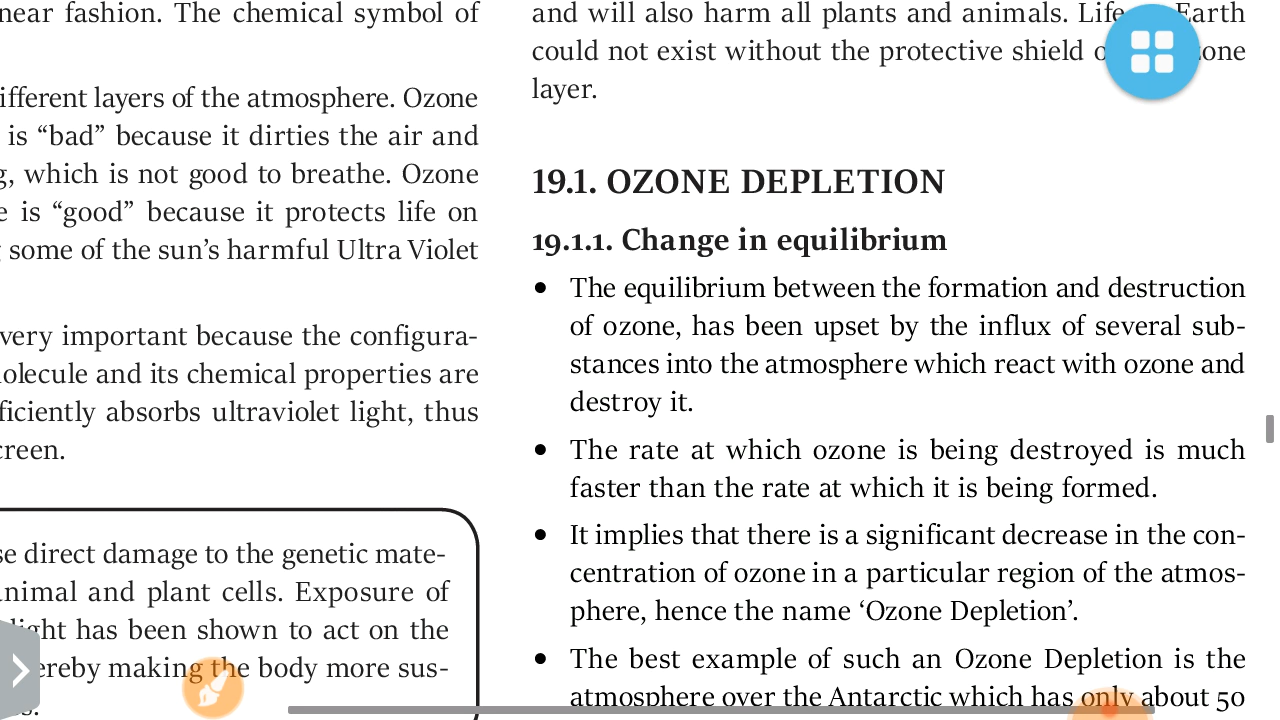 near fashion. The chemical symbol of
ifferent layers of the atmosphere. Ozone
is “bad” because it dirties the air and
g, which is not good to breathe. Ozone
e is “good” because it protects life on
some of the sun’s harmful Ultra Violet
very important because the configura-
olecule and its chemical properties are
ficiently absorbs ultraviolet light, thus
creen.
se direct damage to the genetic mate-
animal and plant cells. Exposure of
light has been shown to act on the
ereby making the body more sus-
and will also harm all plants and animals. Life Earth
could not exist without the protective shield
layer.
19.1. OZONE DEPLETION
19.1.1. Change in equilibrium
• The equilibrium between the formation and destruction
of ozone, has been upset by the influx of several sub-
stances into the atmosphere which react with ozone and
destroy it.
• The rate at which ozone is being destroyed is much
faster than the rate at which it is being formed.
• It implies that there is a significant decrease in the con-
centration of ozone in a particular region of the atmos-
phere, hence the name ‘Ozone Depletion’.
• The best example of such an Ozone Depletion is the
atmosphere over the Antarctic which has only about 50